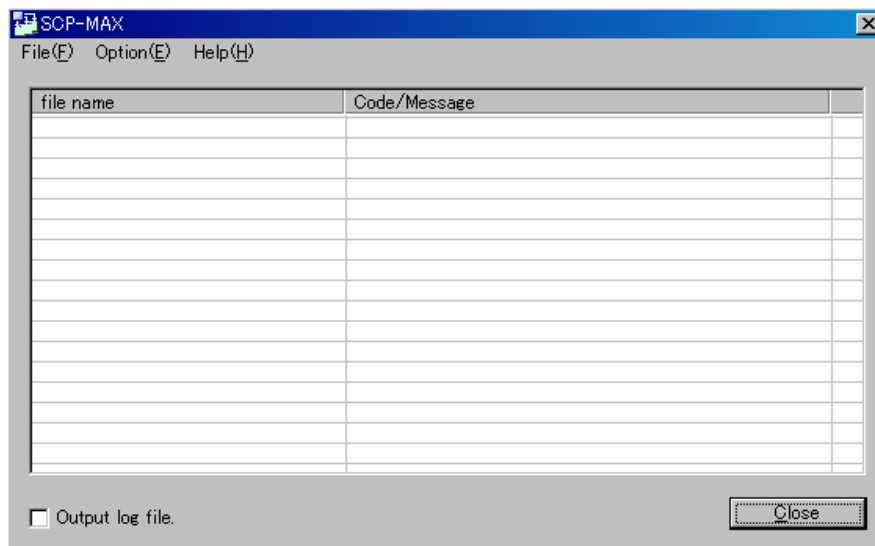 SCP-MAX
File(F) Option(E) Help(H)
file name Code/Message
Output log file.
Close